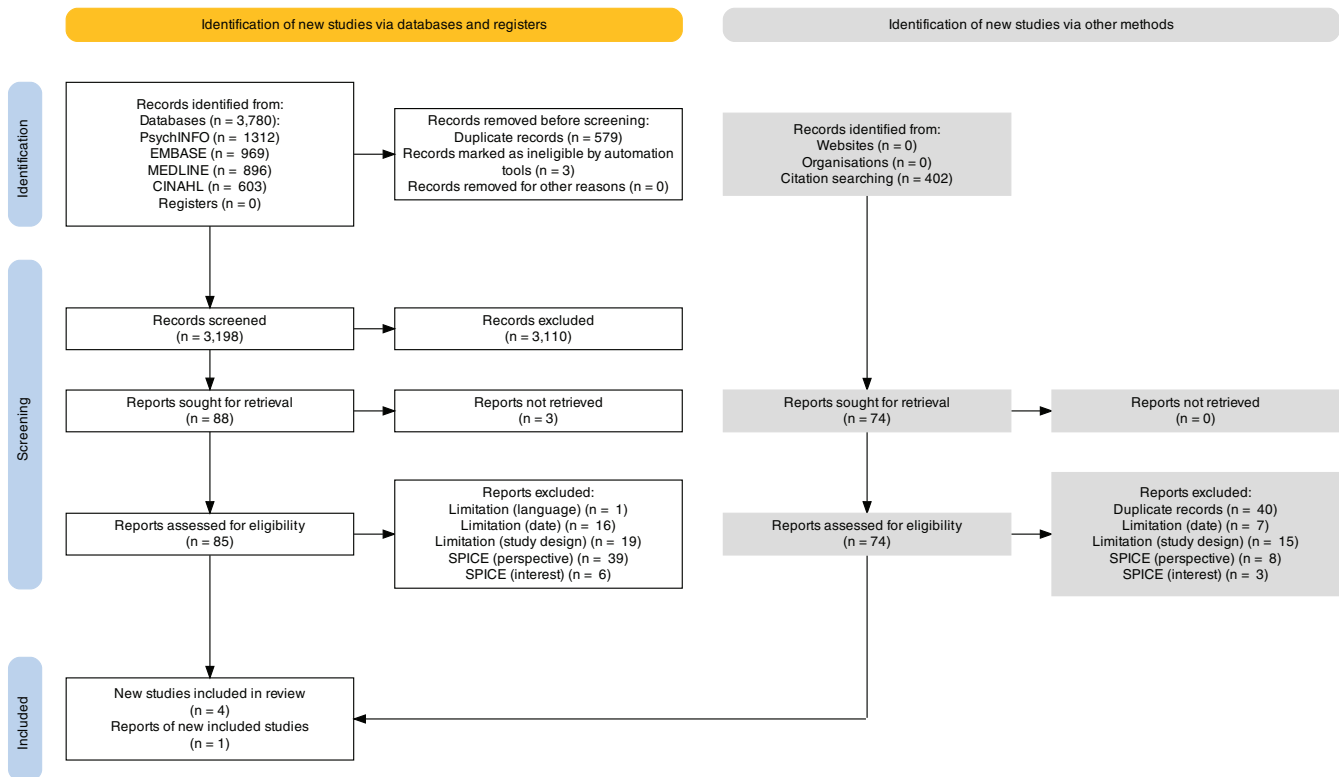 Identification of new studies via databases and registers
Identification of new studies via other methods
Identification
Records identified from:
Databases (n = 3,780):
PsychINFO (n = 1312)
EMBASE (n = 969)
MEDLINE (n = 896)
CINAHL (n = 603)
Registers (n = 0)
Records removed before screening:
Duplicate records (n = 579)
Records marked as ineligible by automation
tools (n = 3)
Records removed for other reasons (n = 0)
Records identified from:
Websites (n = 0)
Organisations (n = 0)
Citation searching (n = 402)
Screening
Records screened
(n = 3,198)
Records excluded
(n = 3,110)
Reports sought for retrieval
(n = 88)
Reports not retrieved
(n = 3)
Reports sought for retrieval
(n = 74)
Reports not retrieved
(n = 0)
Reports assessed for eligibility
(n = 85)
Reports excluded:
Limitation (language) (n = 1)
Limitation (date) (n = 16)
Limitation (study design) (n = 19)
SPICE (perspective) (n = 39)
SPICE (interest) (n = 6)
Reports assessed for eligibility
(n = 74)
Reports excluded:
Duplicate records (n = 40)
Limitation (date) (n = 7)
Limitation (study design) (n = 15)
SPICE (perspective) (n = 8)
SPICE (interest) (n = 3)
Included
New studies included in review
(n = 4)
Reports of new included studies
(n = 1)